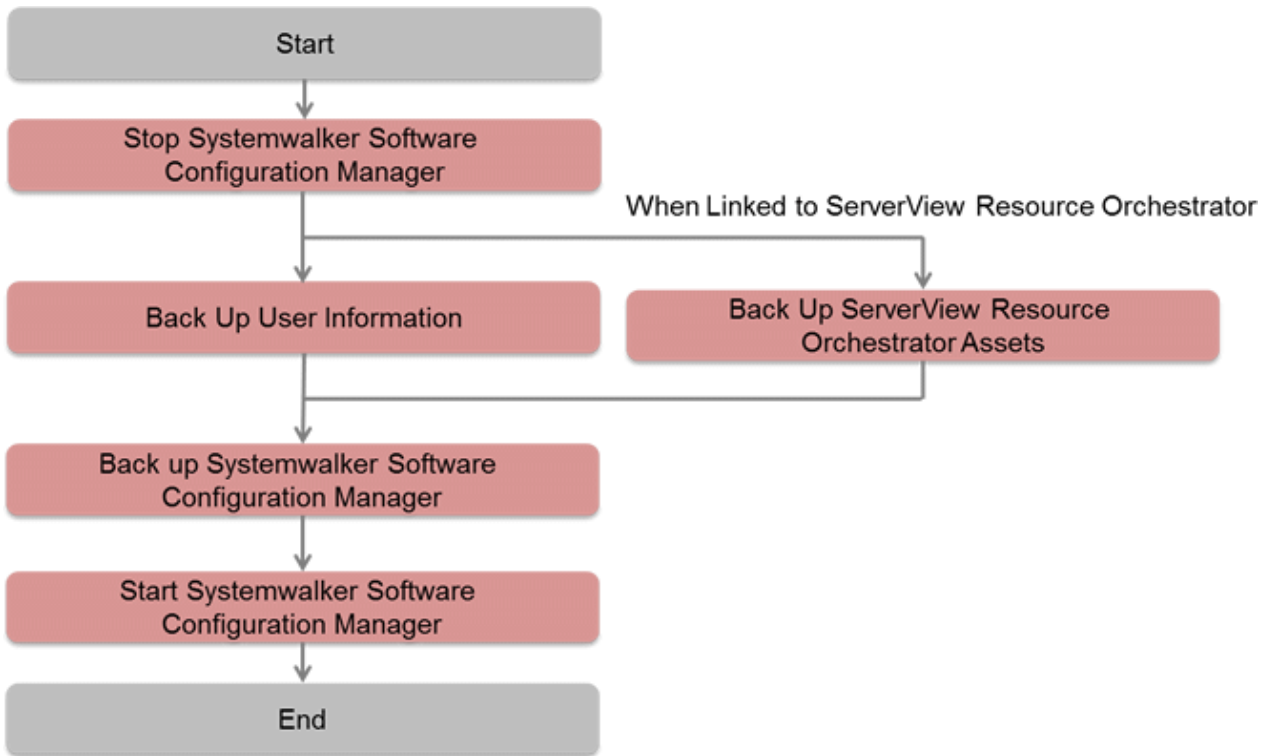 Start
Stop Systemwalker Software
Configuration Manager
When Linked to ServerView Resource Orchestrator
Back Up User Information
Back Up ServerView Resource
Orchestrator Assets
Back up Systemwalker Software
Configuration Manager
Start Systemwalker Software
Configuration Manager
End